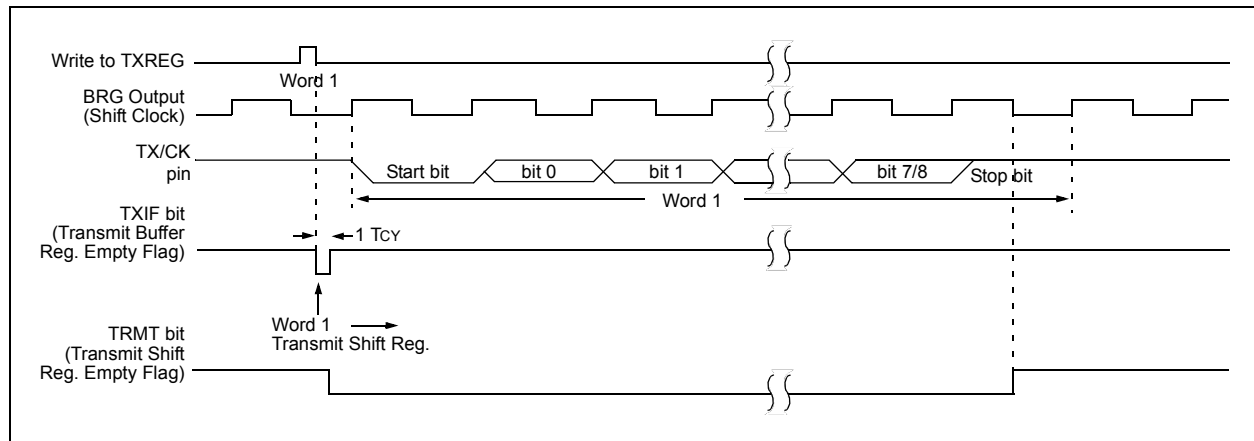 Write to TXREG
Word 1
BRG Output
(Shift Clock)
TX/CK
pin
Start bit
bit 0
bit 1
bit 7/8
Stop bit
Word 1
TXIF bit
(Transmit Buffer
Reg. Empty Flag)
1 TCY
Word 1
Transmit Shift Reg.
TRMT bit
(Transmit Shift
Reg. Empty Flag)